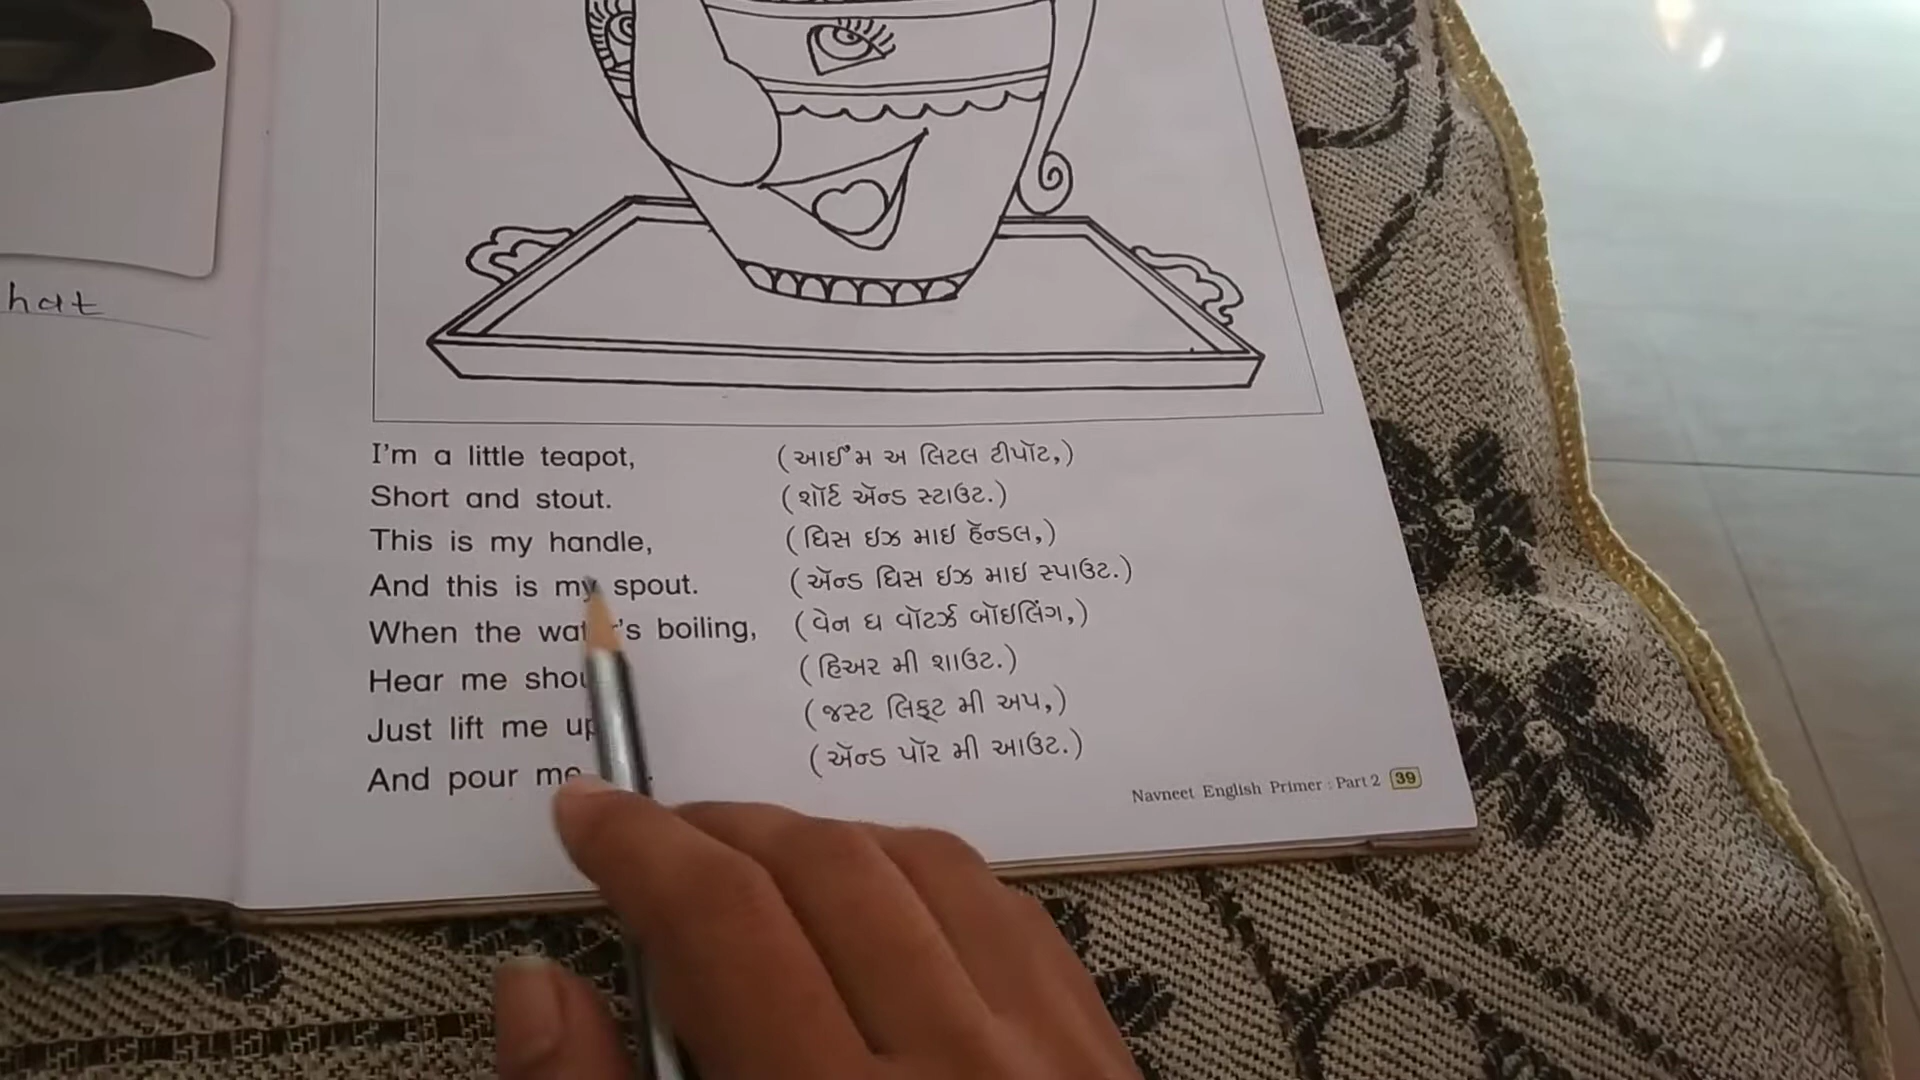 hat
I'm a little teapot, (આઈ'મ અ લિટલ ટીપૉટ,)
Short and stout. (શૉર્ટ ઍન્ડ સ્ટાઉટ.)
This is my handle, (ધિસ ઇઝ માઇ હૅન્ડલ,)
And this is my spout. (ઍન્ડ ધિસ ઇઝ માઇ સ્પાઉટ.)
When the boiling, (વેન ધ વૉટર્ઝ બૉઇલિંગ,)
Hear me (હિઅર મી શાઉટ.)
Just lift me up (જસ્ટ લિફ્ટ મી અપ,)
And pour me (ઍન્ડ પૉર મી આઉટ.)
Navneet English Primer : Part 2 39